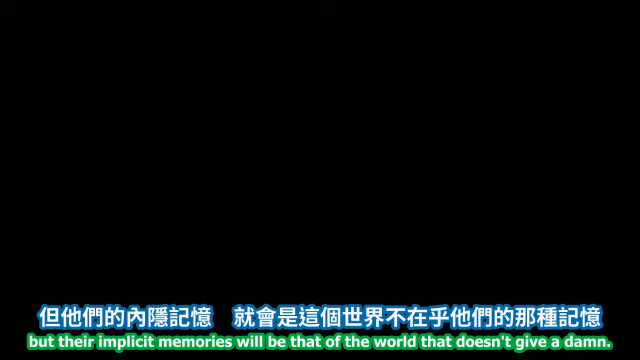 但他們的內隱記憶　就會是這個世界不在乎他們的那種記憶
but their implicit memories will be that of the world that doesn't give a damn.